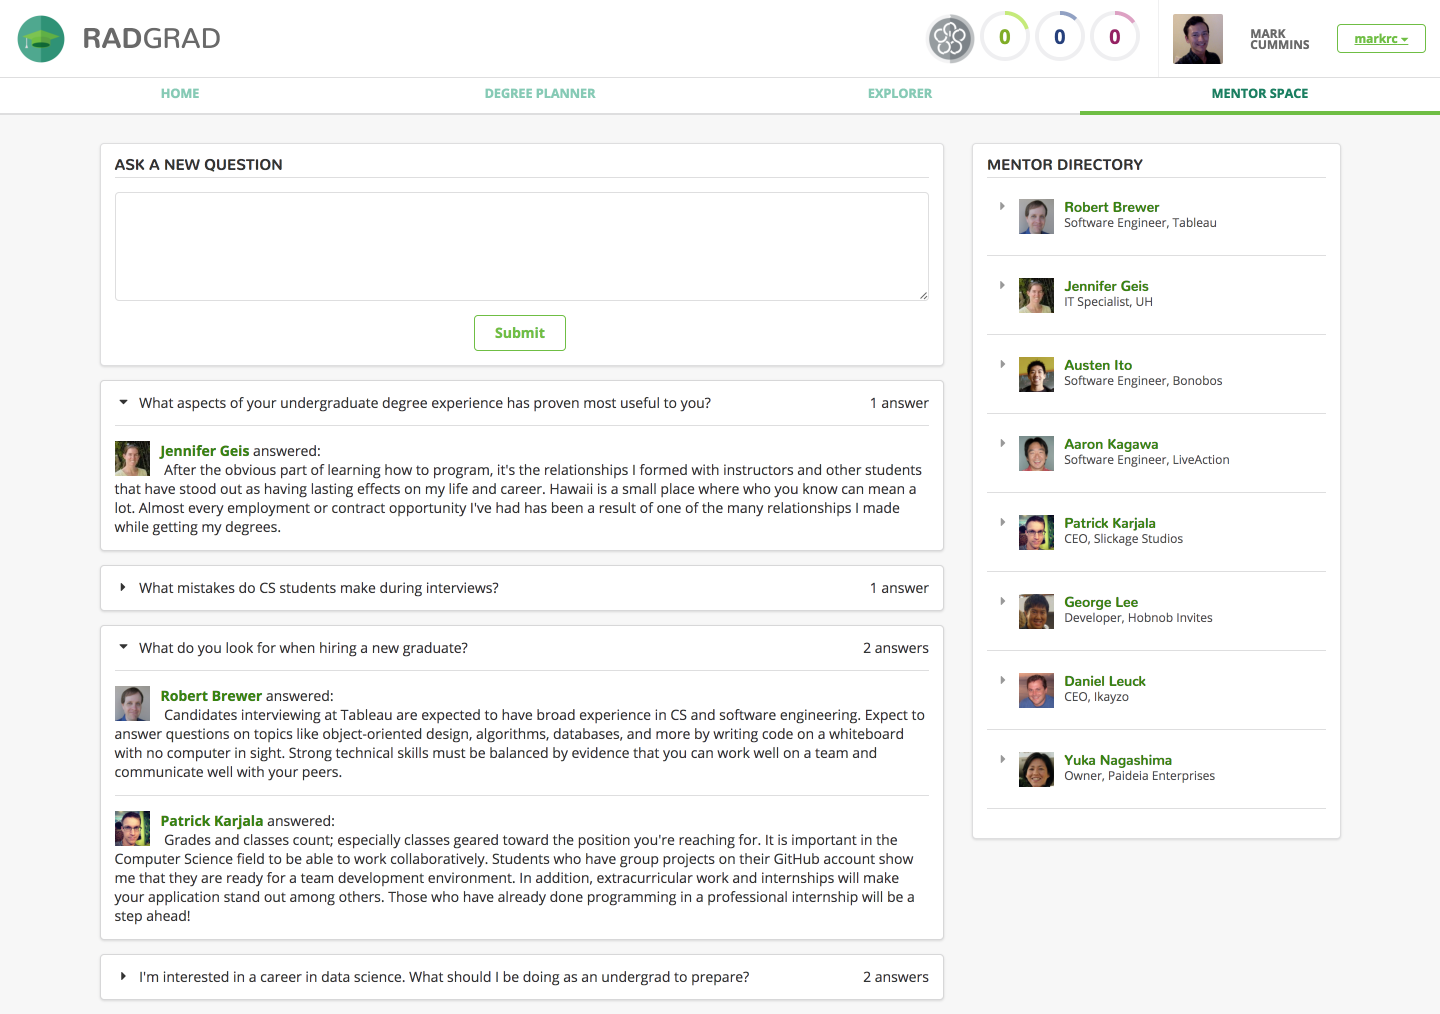 RADGRAD
0 0 0
MARK
CUMMINS
markrc
HOME DEGREE PLANNER EXPLORER MENTOR SPACE
ASK A NEW QUESTION
Submit
What aspects of your undergraduate degree experience has proven most useful to you? 1 answer
Jennifer Geis answered:
After the obvious part of learning how to program, it's the relationships I formed with instructors and other students
that have stood out as having lasting effects on my life and career. Hawaii is a small place where who you know can mean a
lot. Almost every employment or contract opportunity I've had has been a result of one of the many relationships I made
while getting my degrees.
What mistakes do CS students make during interviews? 1 answer
What do you look for when hiring a new graduate? 2 answers
Robert Brewer answered:
Candidates interviewing at Tableau are expected to have broad experience in CS and software engineering. Expect to
answer questions on topics like object-oriented design, algorithms, databases, and more by writing code on a whiteboard
with no computer in sight. Strong technical skills must be balanced by evidence that you can work well on a team and
communicate well with your peers.
Patrick Karjala answered:
Grades and classes count; especially classes geared toward the position you're reaching for. It is important in the
Computer Science field to be able to work collaboratively. Students who have group projects on their GitHub account show
me that they are ready for a team development environment. In addition, extracurricular work and internships will make
your application stand out among others. Those who have already done programming in a professional internship will be a
step ahead!
I'm interested in a career in data science. What should I be doing as an undergrad to prepare? 2 answers
MENTOR DIRECTORY
Robert Brewer
Software Engineer, Tableau
Jennifer Geis
IT Specialist, UH
Austen Ito
Software Engineer, Bonobos
Aaron Kagawa
Software Engineer, LiveAction
Patrick Karjala
CEO, Slickage Studios
George Lee
Developer, Hobnob Invites
Daniel Leuck
CEO, Ikayzo
Yuka Nagashima
Owner, Paideia Enterprises